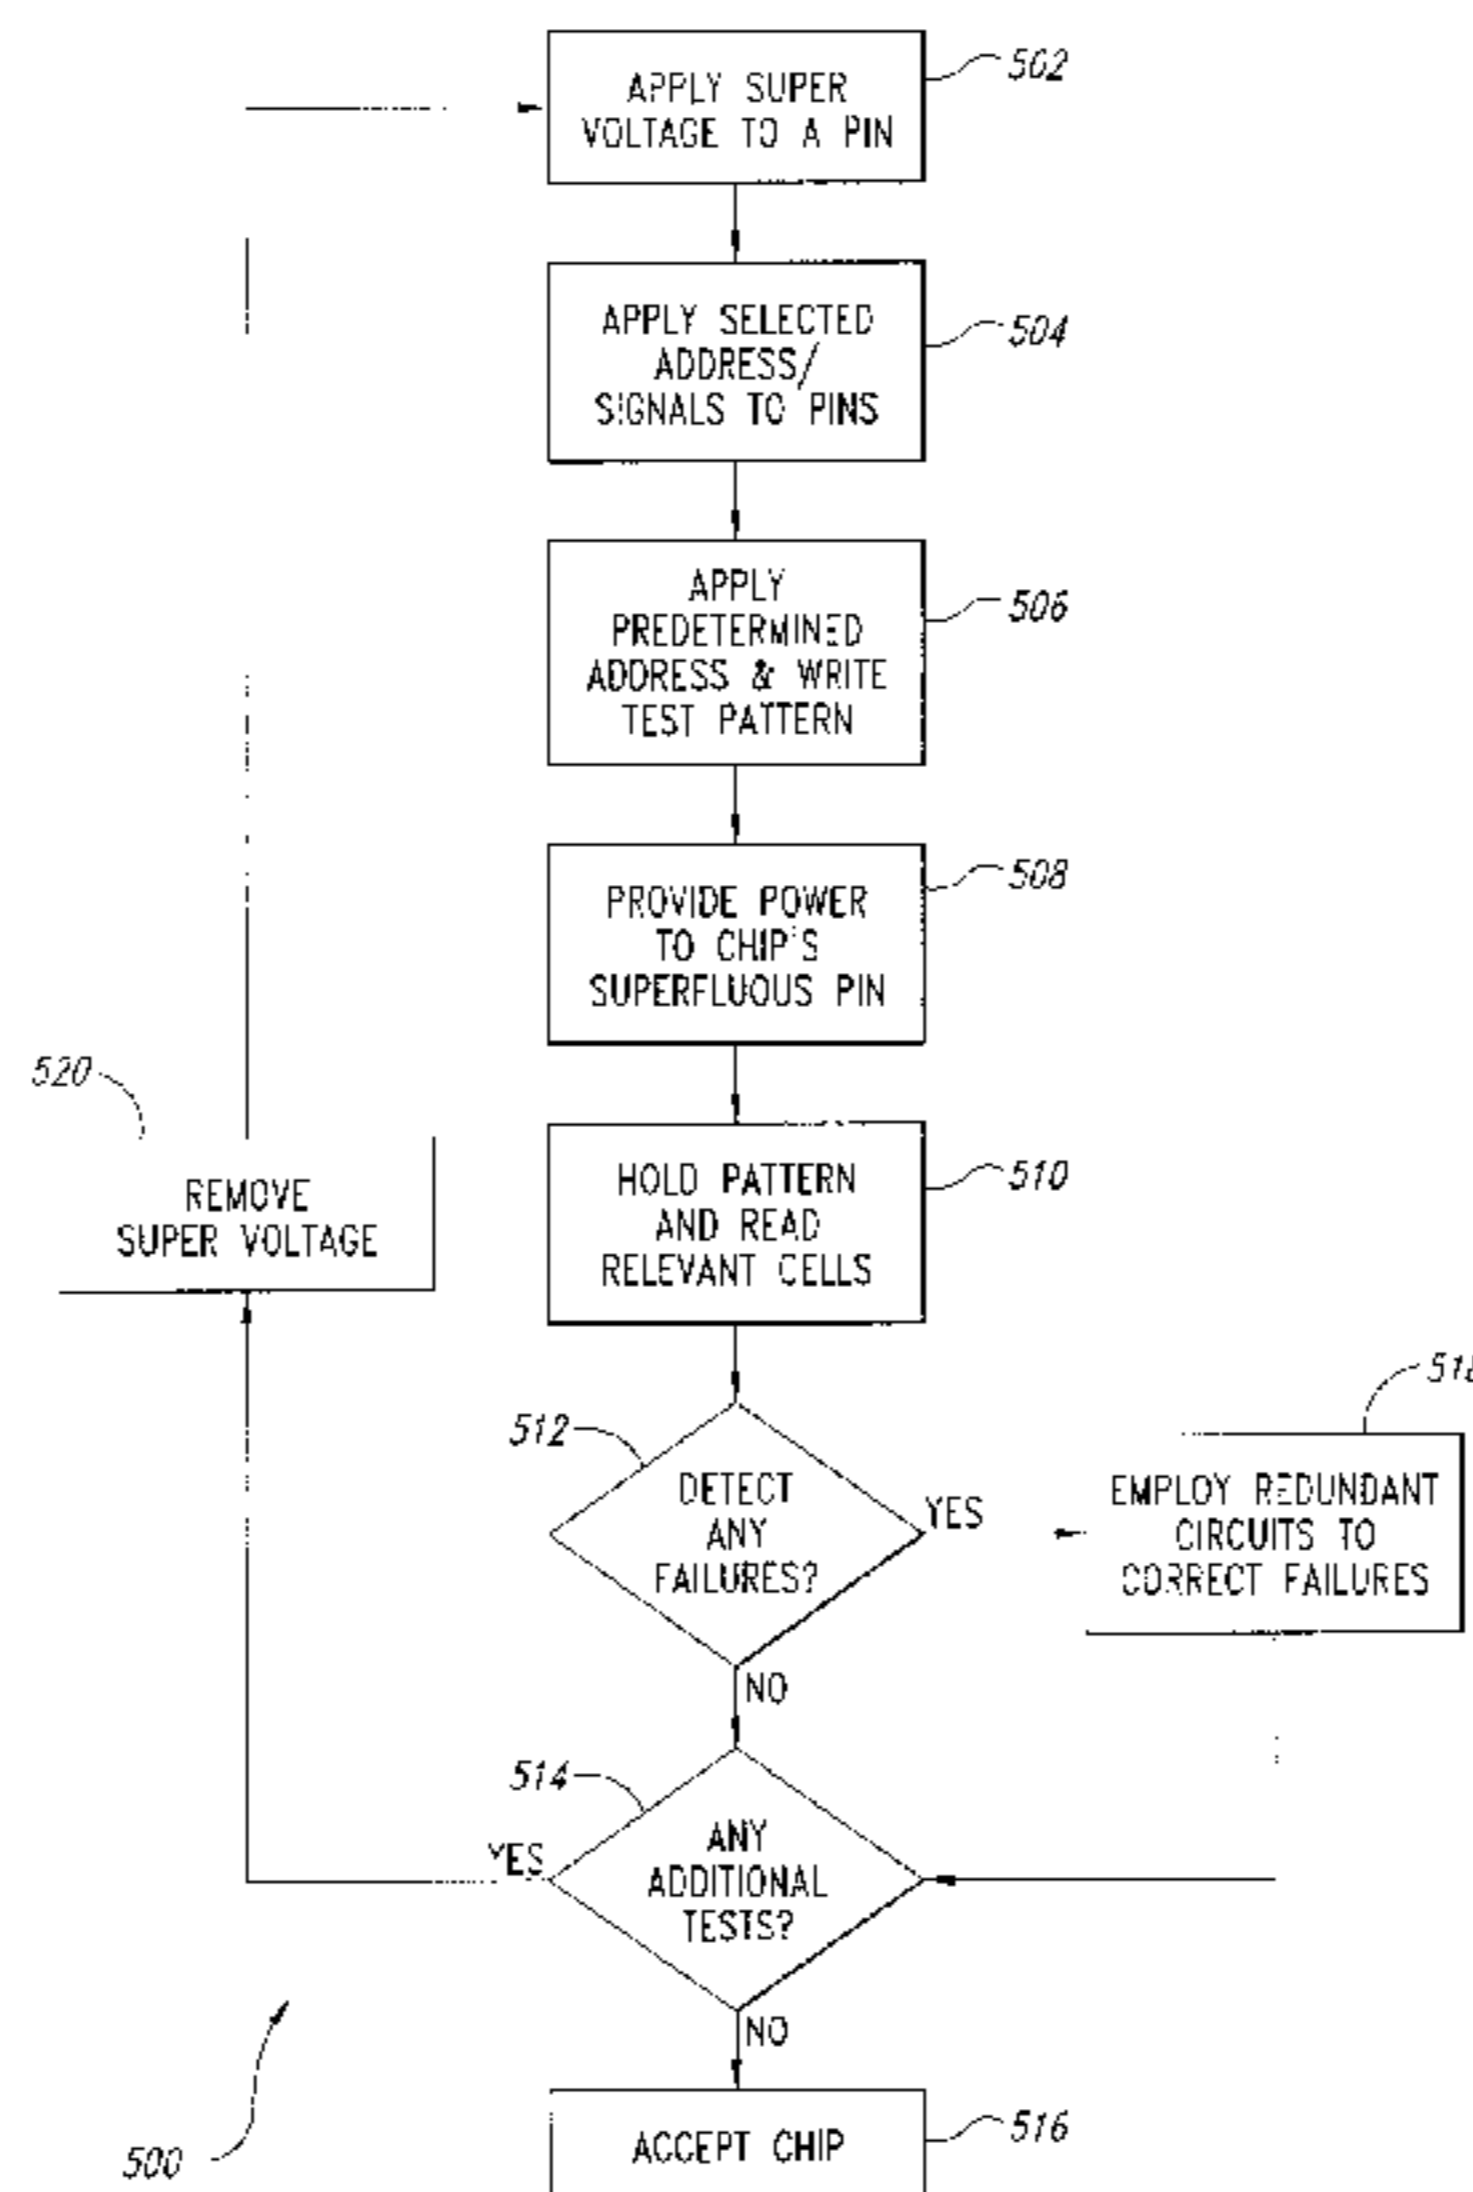 APPLY SUPER
VOLTAGE TO A PIN
502
APPLY SELECTED
ADDRESS/
SIGNALS TO PINS
504
APPLY
PREDETERMINED
ADDRESS & WRITE
TEST PATTERN
506
PROVIDE POWER
TO CHIP'S
SUPERFLUOUS PIN
508
520
REMOVE
SUPER VOLTAGE
HOLD PATTERN
AND READ
RELEVANT CELLS
510
512
DETECT
ANY
FAILURES?
YES
NO
EMPLOY REDUNDANT
CIRCUITS TO
CORRECT FAILURES
514
ANY
ADDITIONAL
TESTS?
YES
NO
ACCEPT CHIP
516
500